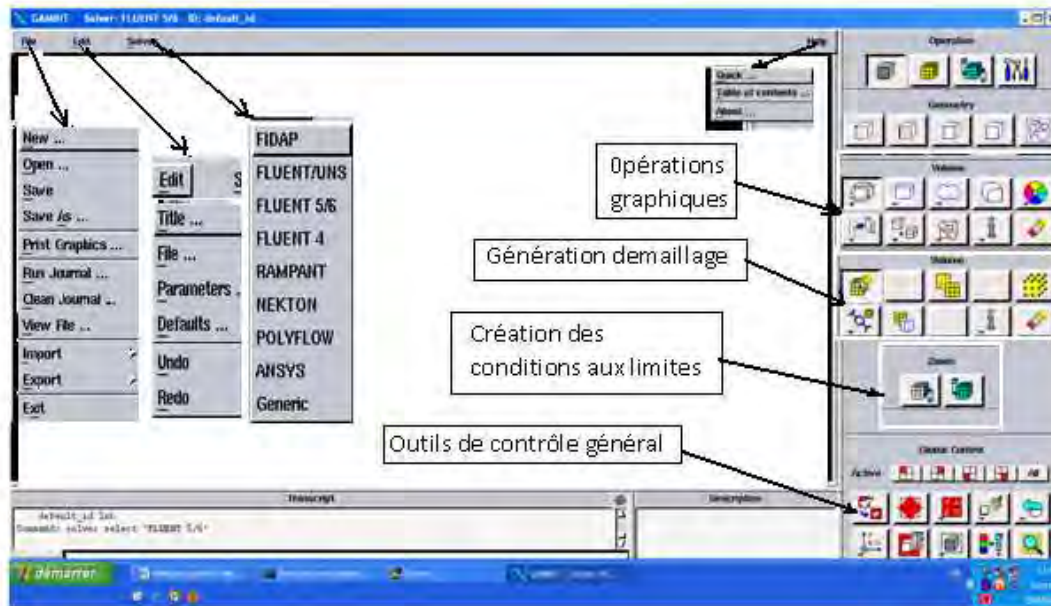 GAMBIT Solver: FLUENT 5/6 ID: default_id
File Edit Solver Help
Operation
Geometry
Quick ...
Table of contents ...
About ...
New ...
Open ...
Save
Save As ...
Print Graphics ...
Run Journal ...
Clean Journal ...
View File ...
Import
Export
Exit
Edit S
Title ...
File ...
Parameters .
Defaults ...
Undo
Redo
FIDAP
FLUENT/UNS
FLUENT 5/6
FLUENT 4
RAMPANT
NEKTON
POLYFLOW
ANSYS
Generic
0pérations
graphiques
Volume
Génération demaillage
Volume
Création des
conditions aux limites
Zones
Outils de contrôle général
Global Control
Active All
Transcript
Description
Command: solver select "FLUENT 5/6"
démarrer